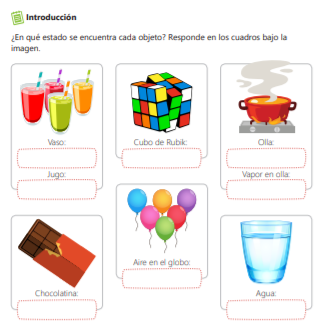 Introducción
¿En qué estado se encuentra cada objeto? Responde en los cuadros bajo la
imagen.
Vaso:
Cubo de Rubik:
Olla:
Jugo:
Vapor en olla:
Aire en el globo:
Chocolatina:
Agua: